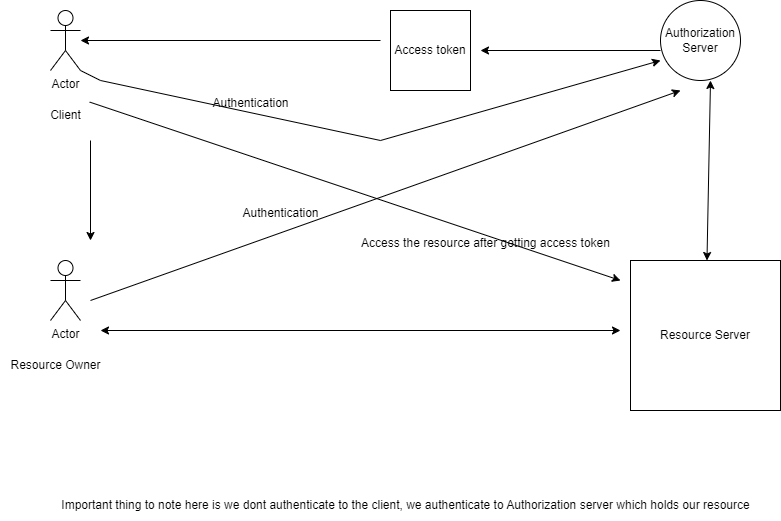 Authorization
Server
Access token
Actor
Client
Authentication
Authentication
Access the resource after getting access token
Actor
Resource Owner
Resource Server
Important thing to note here is we dont authenticate to the client, we authenticate to Authorization server which holds our resource